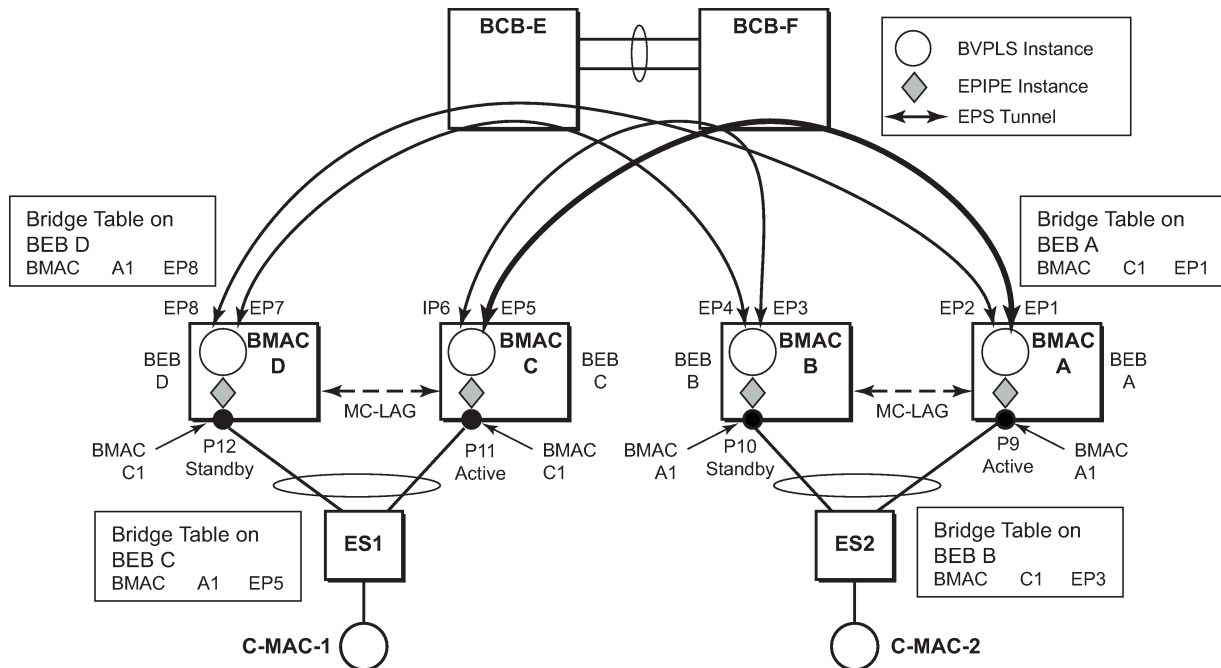 BCB-E
BCB-F
BVPLS Instance
EPIPE Instance
EPS Tunnel
Bridge Table on
BEB D
BMAC A1 EP8
Bridge Table on
BEB A
BMAC C1 EP1
EP8 EP7
IP6 EP5
EP4 EP3
EP2 EP1
BEB
D
BMAC
D
MC-LAG
BMAC
C
BEB
C
BEB
B
BMAC
B
MC-LAG
BMAC
A
BEB
A
BMAC
C1
P12
Standby
P11
Active
BMAC
C1
BMAC
A1
P10
Standby
P9
Active
BMAC
A1
Bridge Table on
BEB C
BMAC A1 EP5
ES1
ES2
Bridge Table on
BEB B
BMAC C1 EP3
C-MAC-1
C-MAC-2